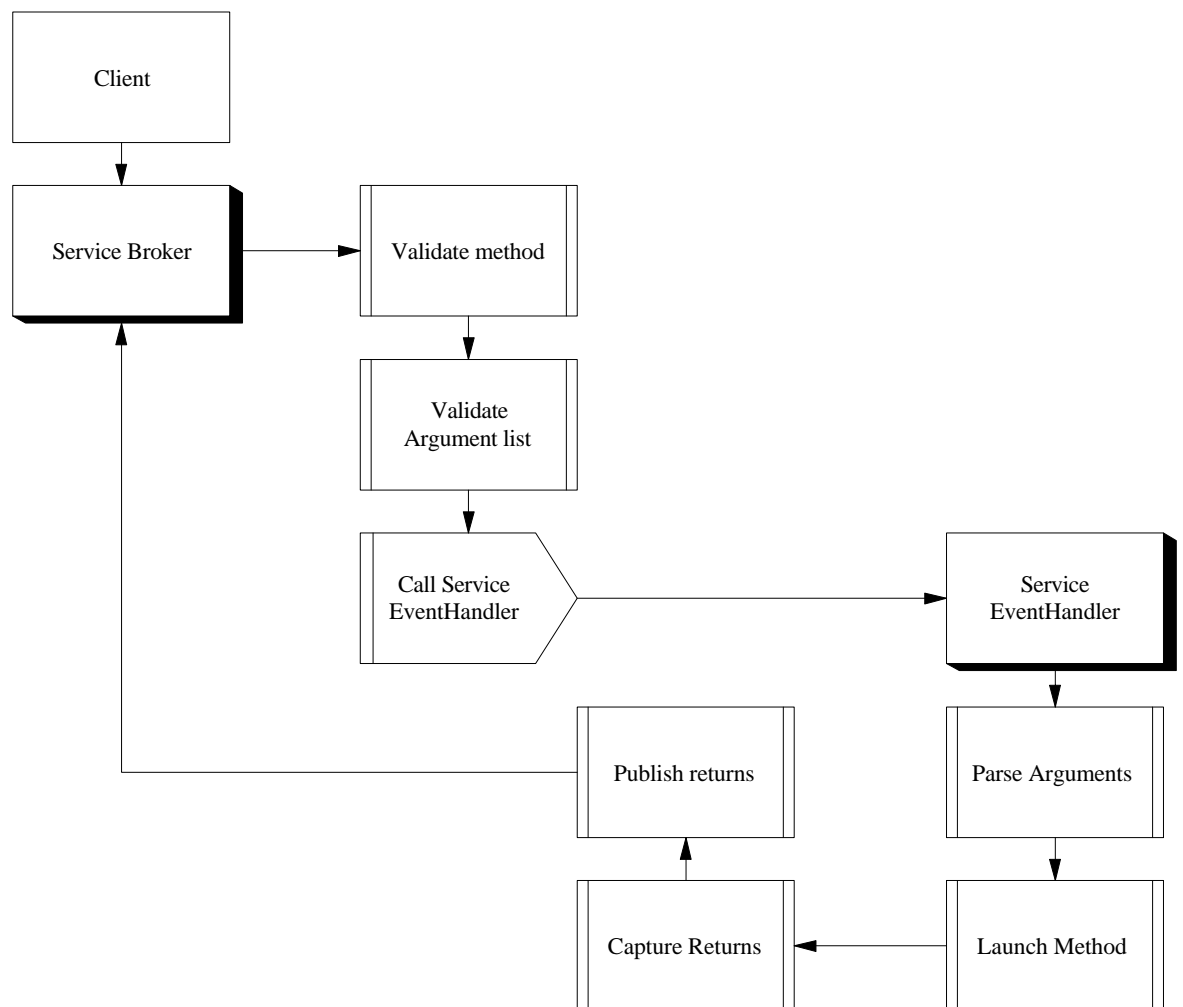 Client
Service Broker
Validate method
Validate
Argument list
Call Service
EventHandler
Service
EventHandler
Publish returns
Parse Arguments
Capture Returns
Launch Method